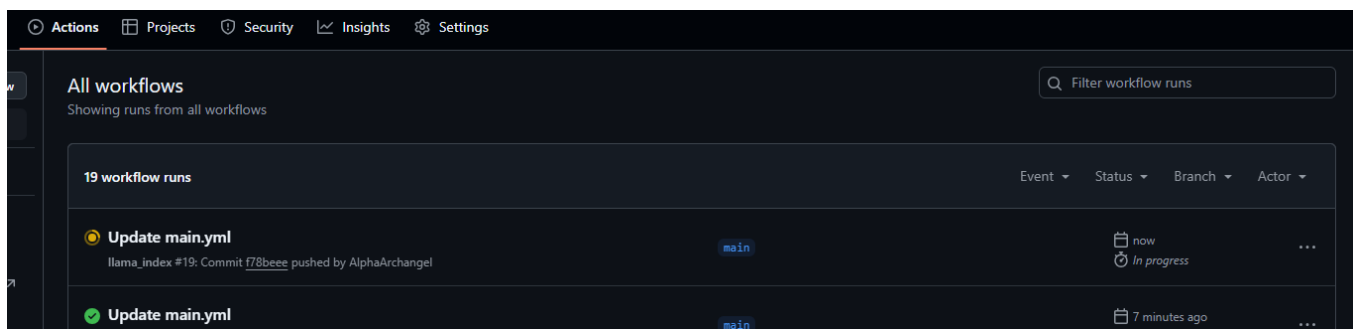 Actions Projects Security Insights Settings
w
All workflows
Filter workflow runs
Showing runs from all workflows
19 workflow runs
Event Status Branch Actor
Update main.yml
main
now
llama_index #19: Commit f78beee pushed by AlphaArchangel
In progress
Update main.yml
main
7 minutes ago